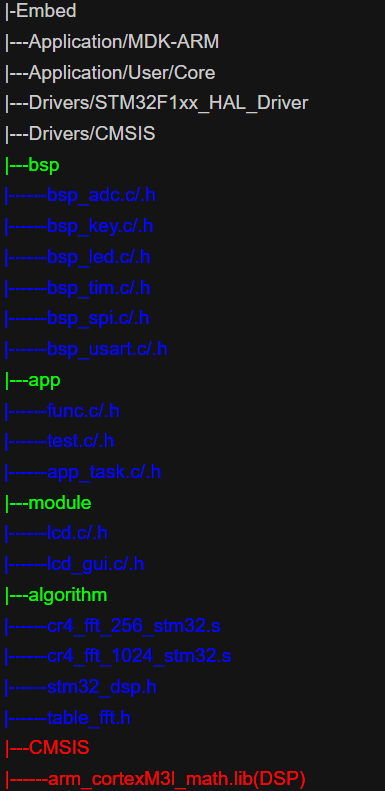 |-Embed
|---Application/MDK-ARM
|---Application/User/Core
|---Drivers/STM32F1xx_HAL_Driver
|---Drivers/CMSIS
|---bsp
|------bsp_adc.c/.h
|------bsp_key.c/.h
|------bsp_led.c/.h
|------bsp_tim.c/.h
|------bsp_spi.c/.h
|------bsp_usart.c/.h
|---app
|------func.c/.h
|------test.c/.h
|------app_task.c/.h
|---module
|------lcd.c/.h
|------lcd_gui.c/.h
|---algorithm
|------cr4_fft_256_stm32.s
|------cr4_fft_1024_stm32.s
|------stm32_dsp.h
|------table_fft.h
|---CMSIS
|------arm_cortexM3l_math.lib(DSP)